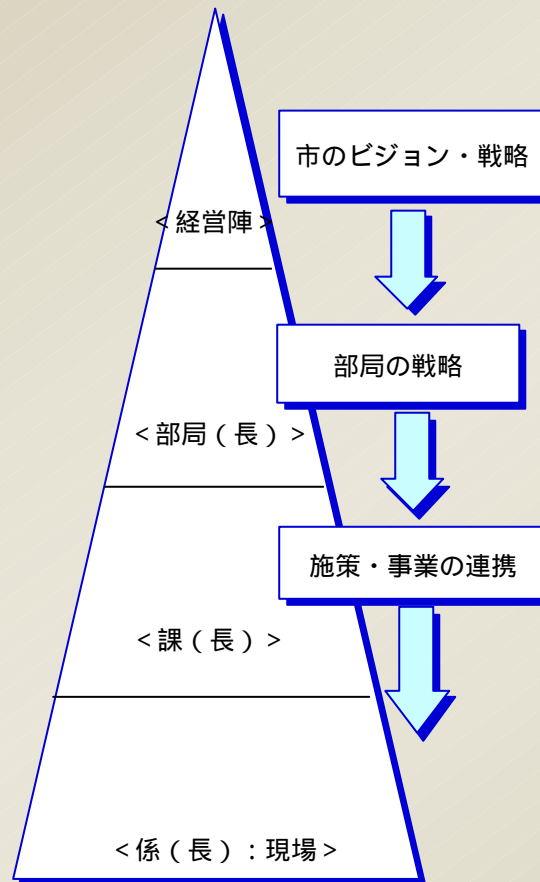 市のビジョン・戦略
<経営陣>
部局の戦略
<部局(長)>
施策・事業の連携
<課(長)>
<係(長):現場>